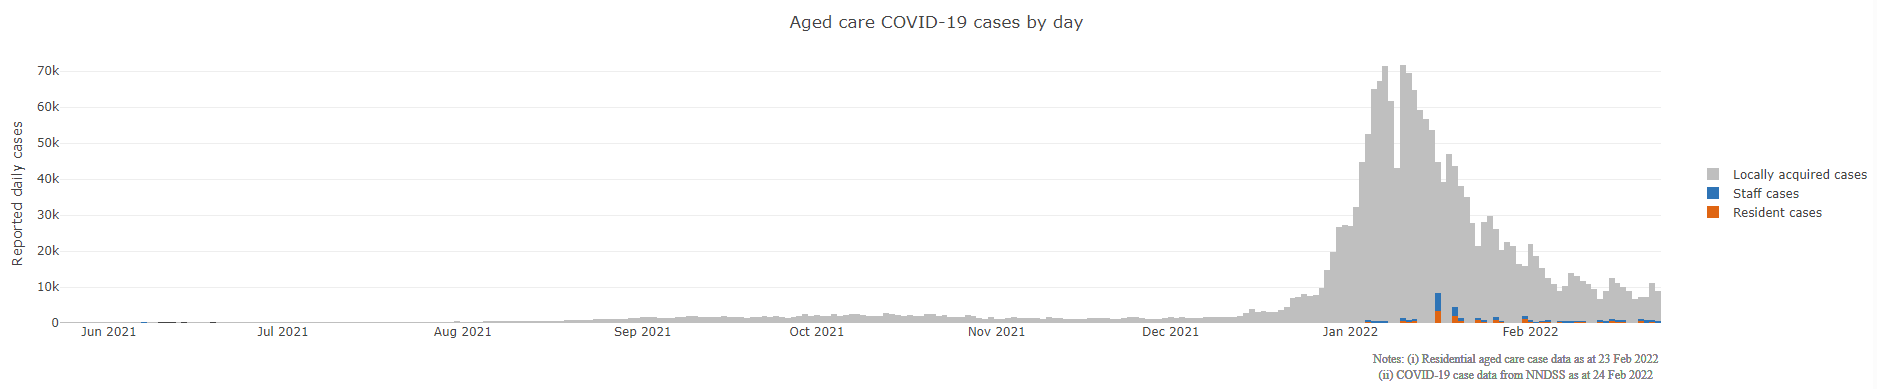 Aged care COVID-19 cases by day
Reported daily cases
70k
60k
50k
40k
30k
20k
10k
0
Jun 2021 Jul 2021 Aug 2021 Sep 2021 Oct 2021 Nov 2021 Dec 2021 Jan 2022 Feb 2022
Locally acquired cases
Staff cases
Resident cases
Notes: (i) Residential aged care case data as at 23 Feb 2022
(ii) COVID-19 case data from NNDSS as at 24 Feb 2022